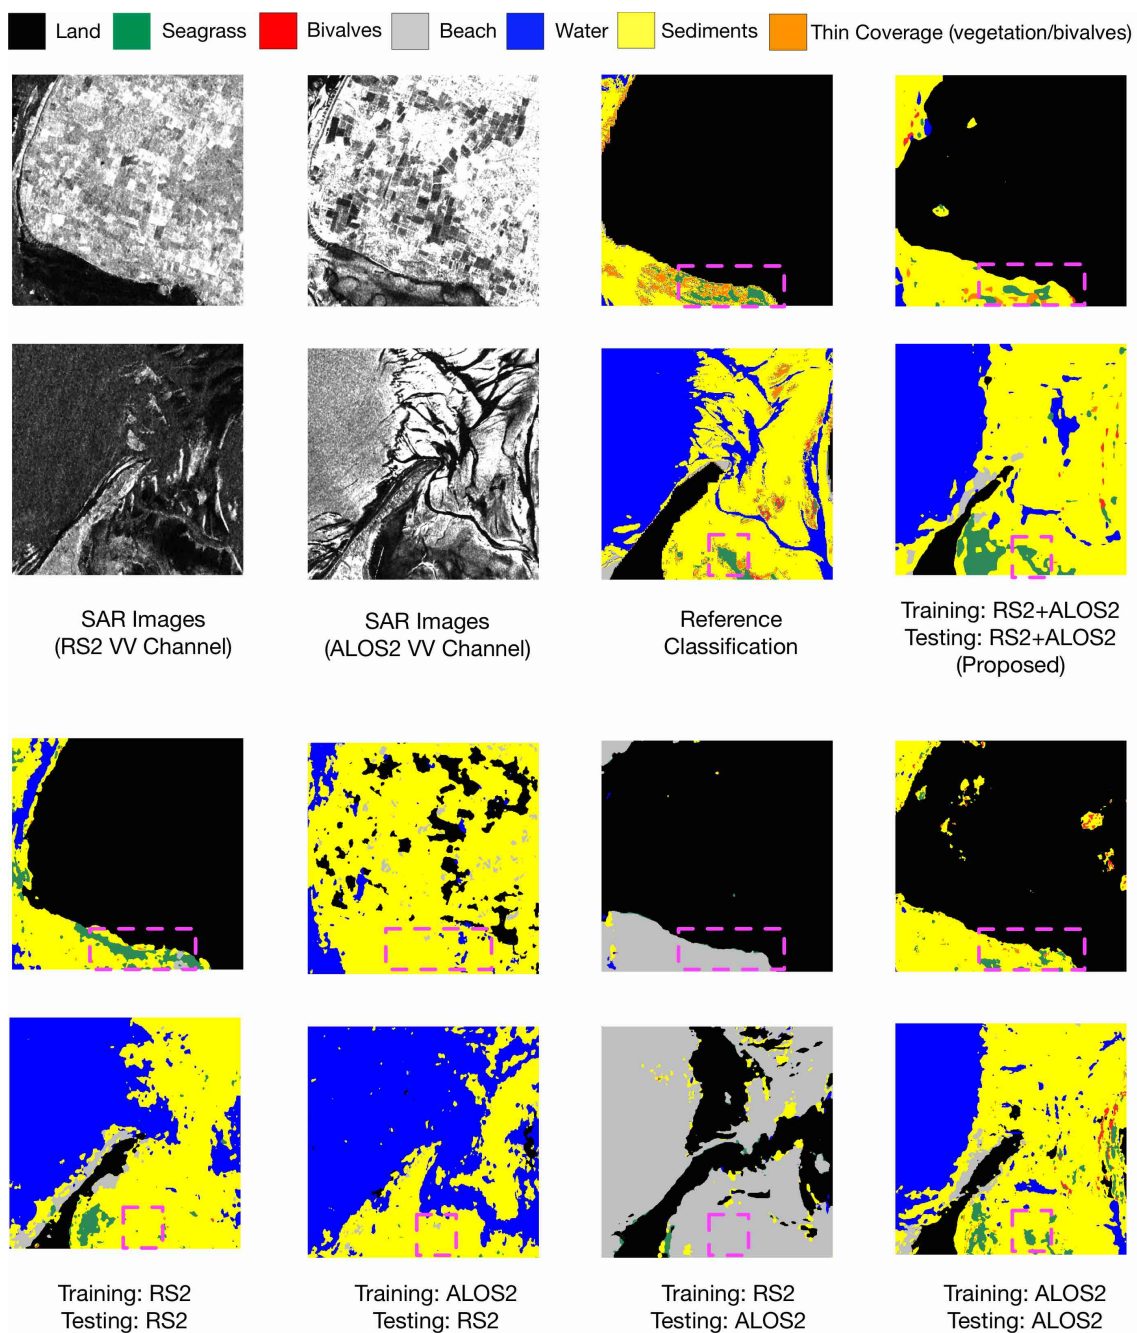 Land Seagrass Bivalves Beach Water Sediments Thin Coverage (vegetation/bivalves)
SAR Images
(RS2 VV Channel)
SAR Images
(ALOS2 VV Channel)
Reference
Classification
Training: RS2+ALOS2
Testing: RS2+ALOS2
(Proposed)
Training: RS2
Testing: RS2
Training: ALOS2
Testing: RS2
Training: RS2
Testing: ALOS2
Training: ALOS2
Testing: ALOS2